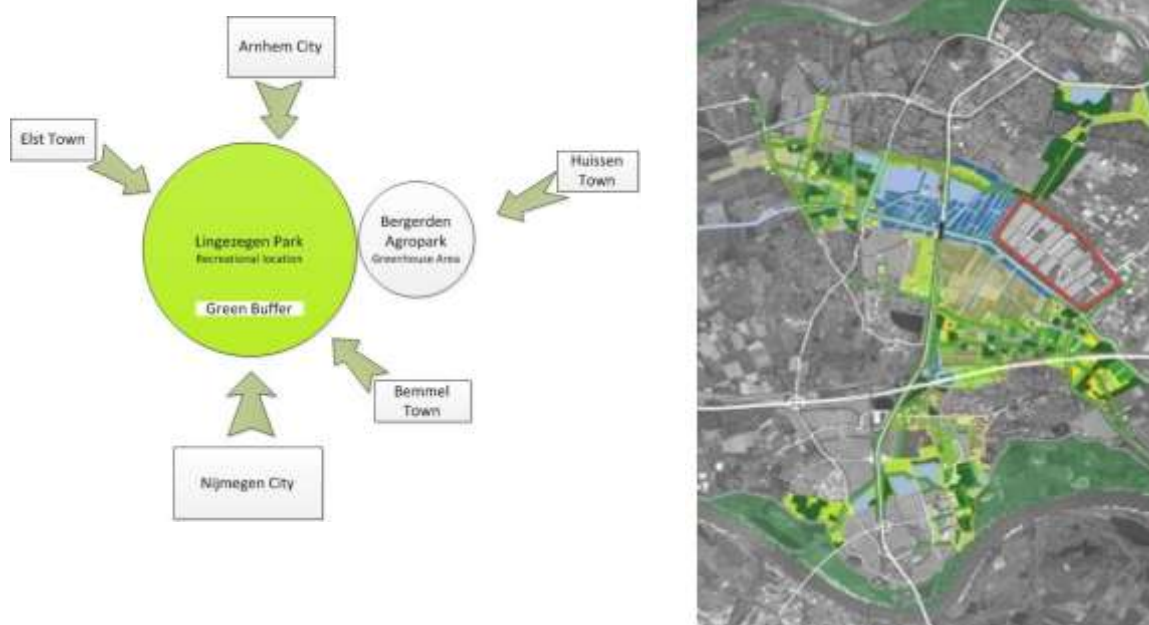 Arnhem City
Elst Town
Huissen
Town
Lingezegen Park
Recreational location
Green Buffer
Bergerden
Agropark
Greenhouse Area
Bemmel
Town
Nijmegen City